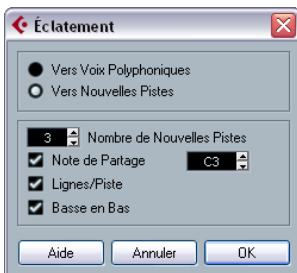 Éclatement
Vers Voix Polyphoniques
Vers Nouvelles Pistes
3 Nombre de Nouvelles Pistes
Note de Partage C3
Lignes/Piste
Basse en Bas
Aide Annuler OK